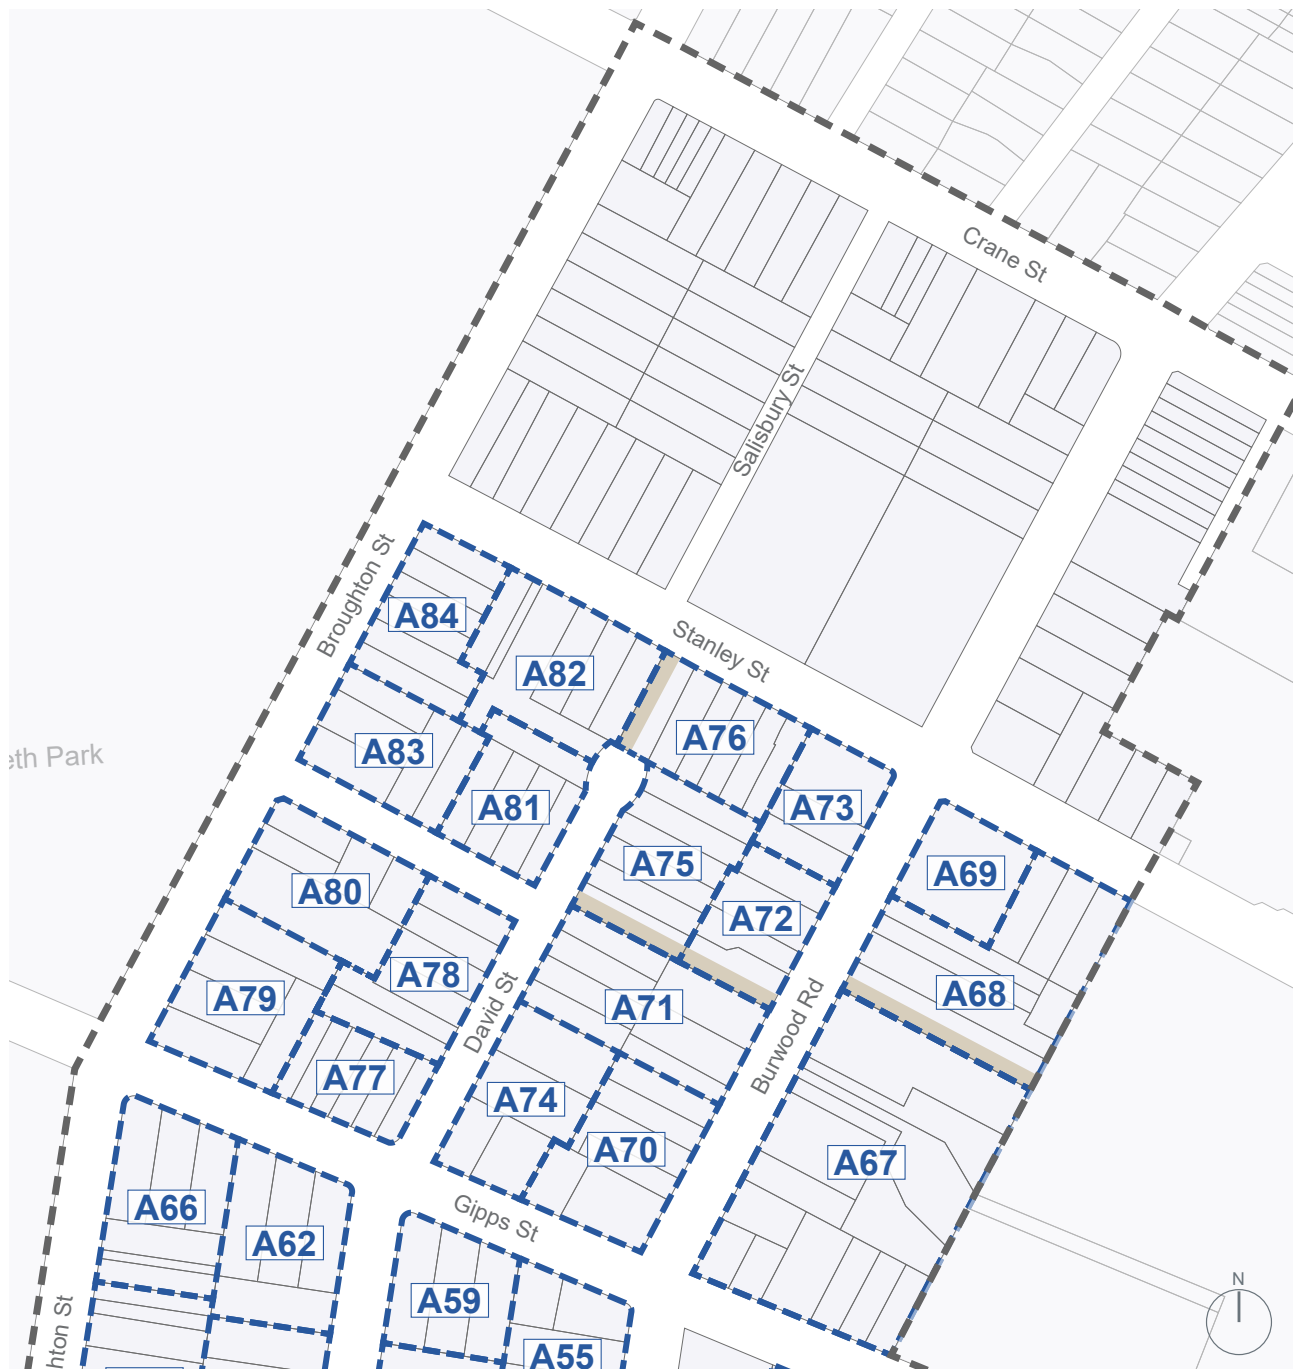 Crane St
Salisbury St
Broughton St
A84
Stanley St
A82
A76
eth Park
A83
A81
A73
A75
A69
A80
A72
A78
A79
A71
A68
David St
Burwood Rd
A77
A74
A70
A67
A66
Gipps St
A62
A59
N
hton St
A55